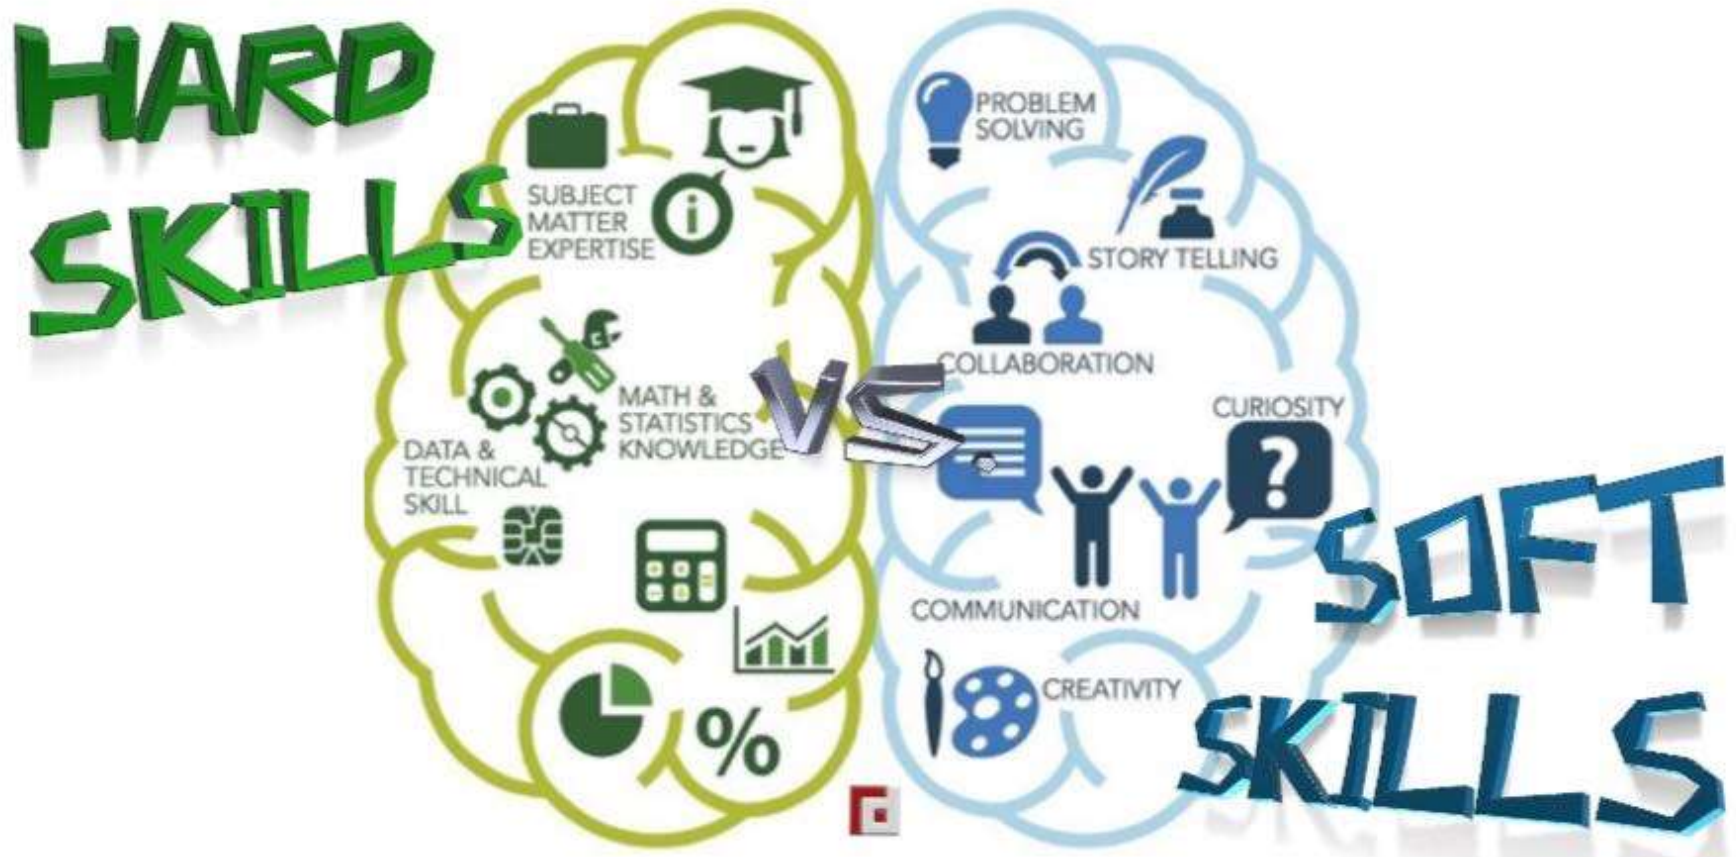 HARD
SKILLS
SUBJECT
MATTER
EXPERTISE
i
MATH &
STATISTICS
KNOWLEDGE
DATA &
TECHNICAL
SKILL
%
VS.
PROBLEM
SOLVING
STORY TELLING
COLLABORATION
CURIOSITY
?
COMMUNICATION
CREATIVITY
SOFT
SKILLS